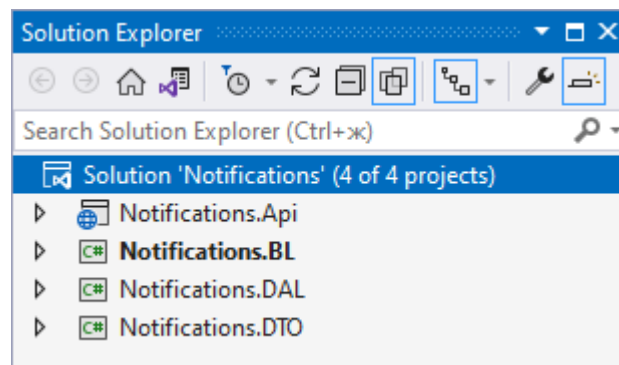 Solution Explorer
Search Solution Explorer (Ctrl+ж)
Solution 'Notifications' (4 of 4 projects)
Notifications.Api
C# Notifications.BL
C# Notifications.DAL
C# Notifications.DTO